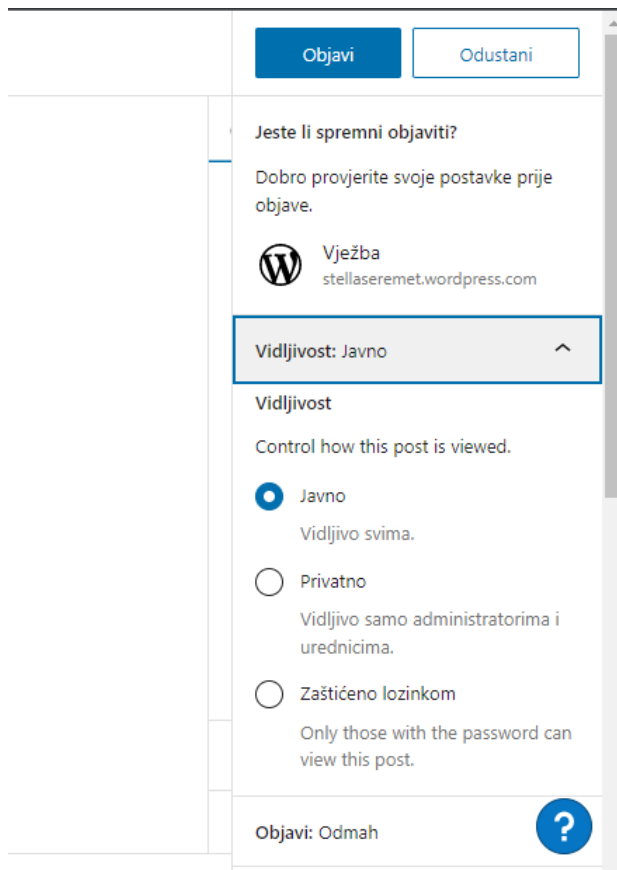 Objavi Odustani
Jeste li spremni objaviti?
Dobro provjerite svoje postavke prije
objave.
Vježba
stellaseremet.wordpress.com
Vidljivost: Javno
Vidljivost
Control how this post is viewed.
Javno
Vidljivo svima.
Privatno
Vidljivo samo administratorima i
urednicima.
Zaštićeno lozinkom
Only those with the password can
view this post.
Objavi: Odmah
?